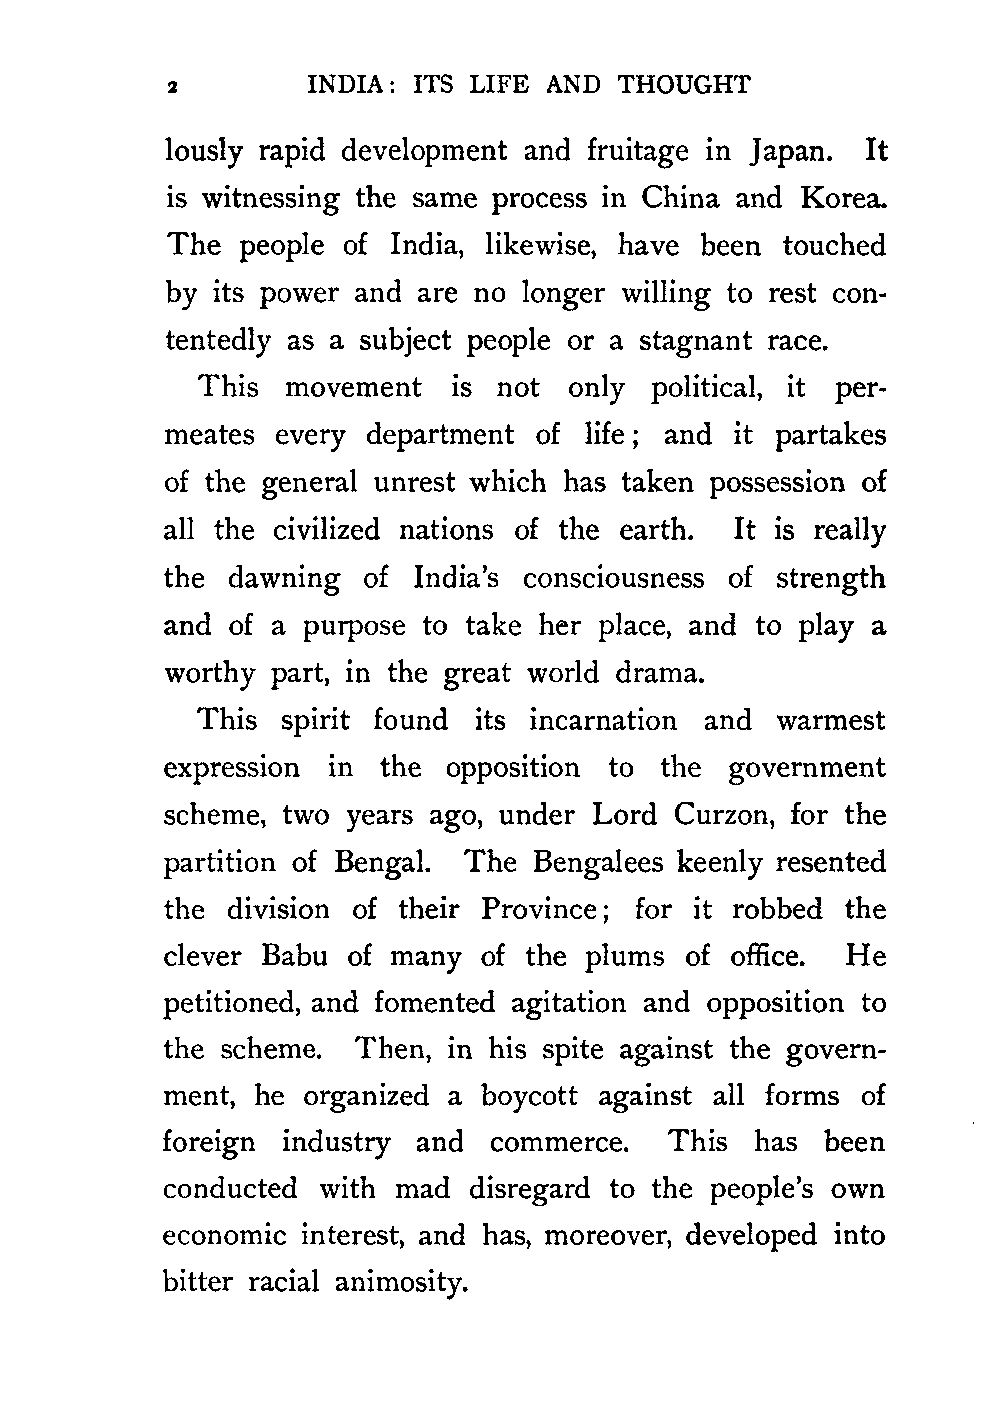 2 INDIA: ITS LIFE AND THOUGHT
lously rapid development and fruitage in Japan. It
is witnessing the same process in China and Korea.
The people of India, likewise, have been touched
by its power and are no longer willing to rest con-
tentedly as a subject people or a stagnant race.
This movement is not only political, it per-
meates every department of life; and it partakes
of the general unrest which has taken possession of
all the civilized nations of the earth. It is really
the dawning of India's consciousness of strength
and of a purpose to take her place, and to play a
worthy part, in the great world drama.
This spirit found its incarnation and warmest
expression in the opposition to the government
scheme, two years ago, under Lord Curzon, for the
partition of Bengal. The Bengalees keenly resented
the division of their Province; for it robbed the
clever Babu of many of the plums of office. He
petitioned, and fomented agitation and opposition to
the scheme. Then, in his spite against the govern-
ment, he organized a boycott against all forms of
foreign industry and commerce. This has been
conducted with mad disregard to the people's own
economic interest, and has, moreover, developed into
bitter racial animosity.